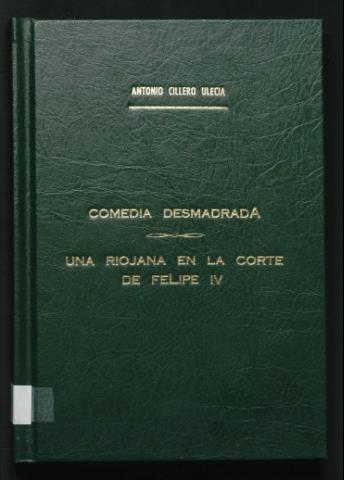 ANTONIO CILLERO ULECIA
COMEDIA DESMADRADA
UNA RIOJANA EN LA CORTE
DE FELIPE IV